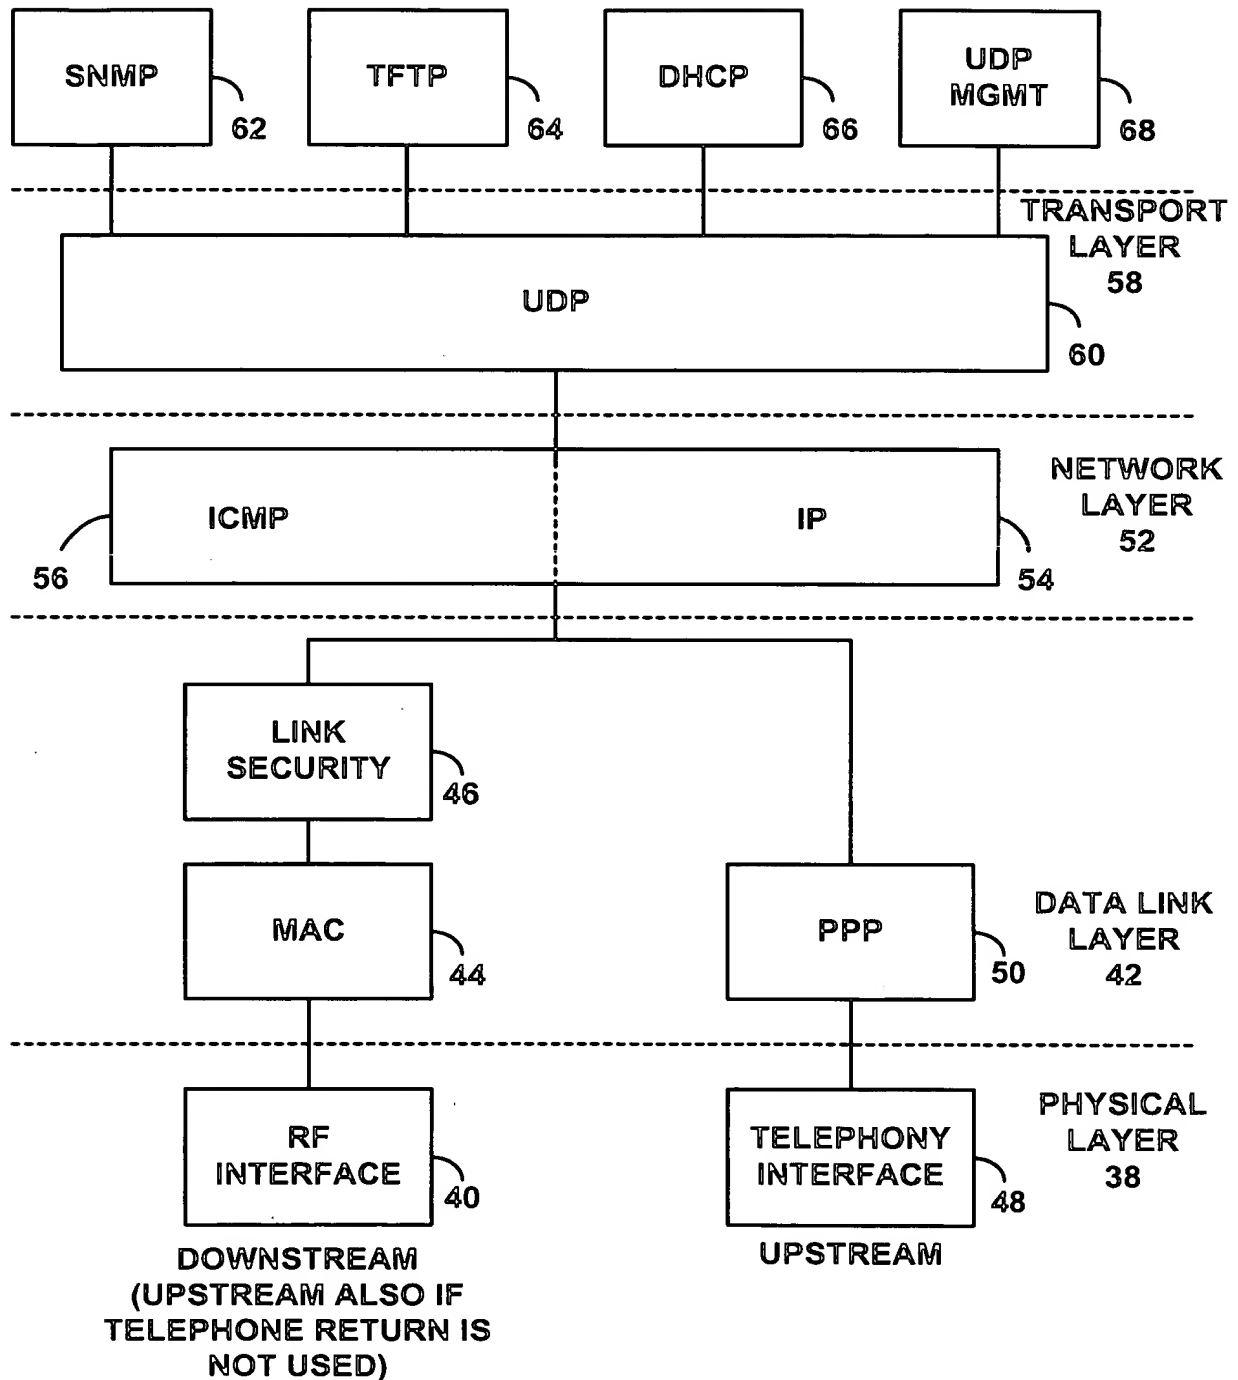 SNMP
62
TFTP
64
DHCP
66
UDP
MGMT
68
TRANSPORT
LAYER
58
UDP
60
NETWORK
LAYER
52
ICMP
56
IP
54
LINK
SECURITY
46
MAC
44
PPP
50
DATA LINK
LAYER
42
PHYSICAL
LAYER
38
RF
INTERFACE
40
TELEPHONY
INTERFACE
48
DOWNSTREAM
(UPSTREAM ALSO IF
TELEPHONE RETURN IS
NOT USED)
UPSTREAM